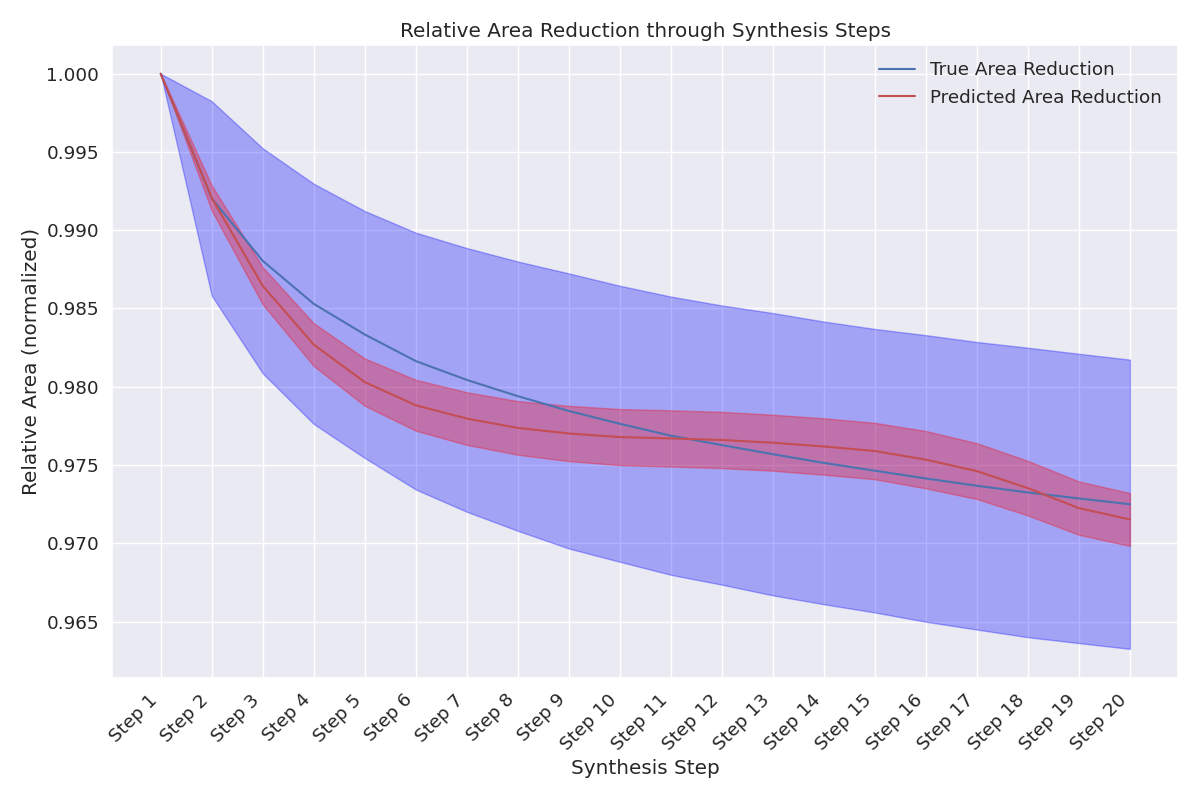 Relative Area Reduction through Synthesis Steps
True Area Reduction
Predicted Area Reduction
Relative Area (normalized)
1.000
0.995
0.990
0.985
0.980
0.975
0.970
0.965
Step 1
Step 2
Step 3
Step 4
Step 5
Step 6
Step 7
Step 8
Step 9
Step 10
Step 11
Step 12
Step 13
Step 14
Step 15
Step 16
Step 17
Step 18
Step 19
Step 20
Synthesis Step